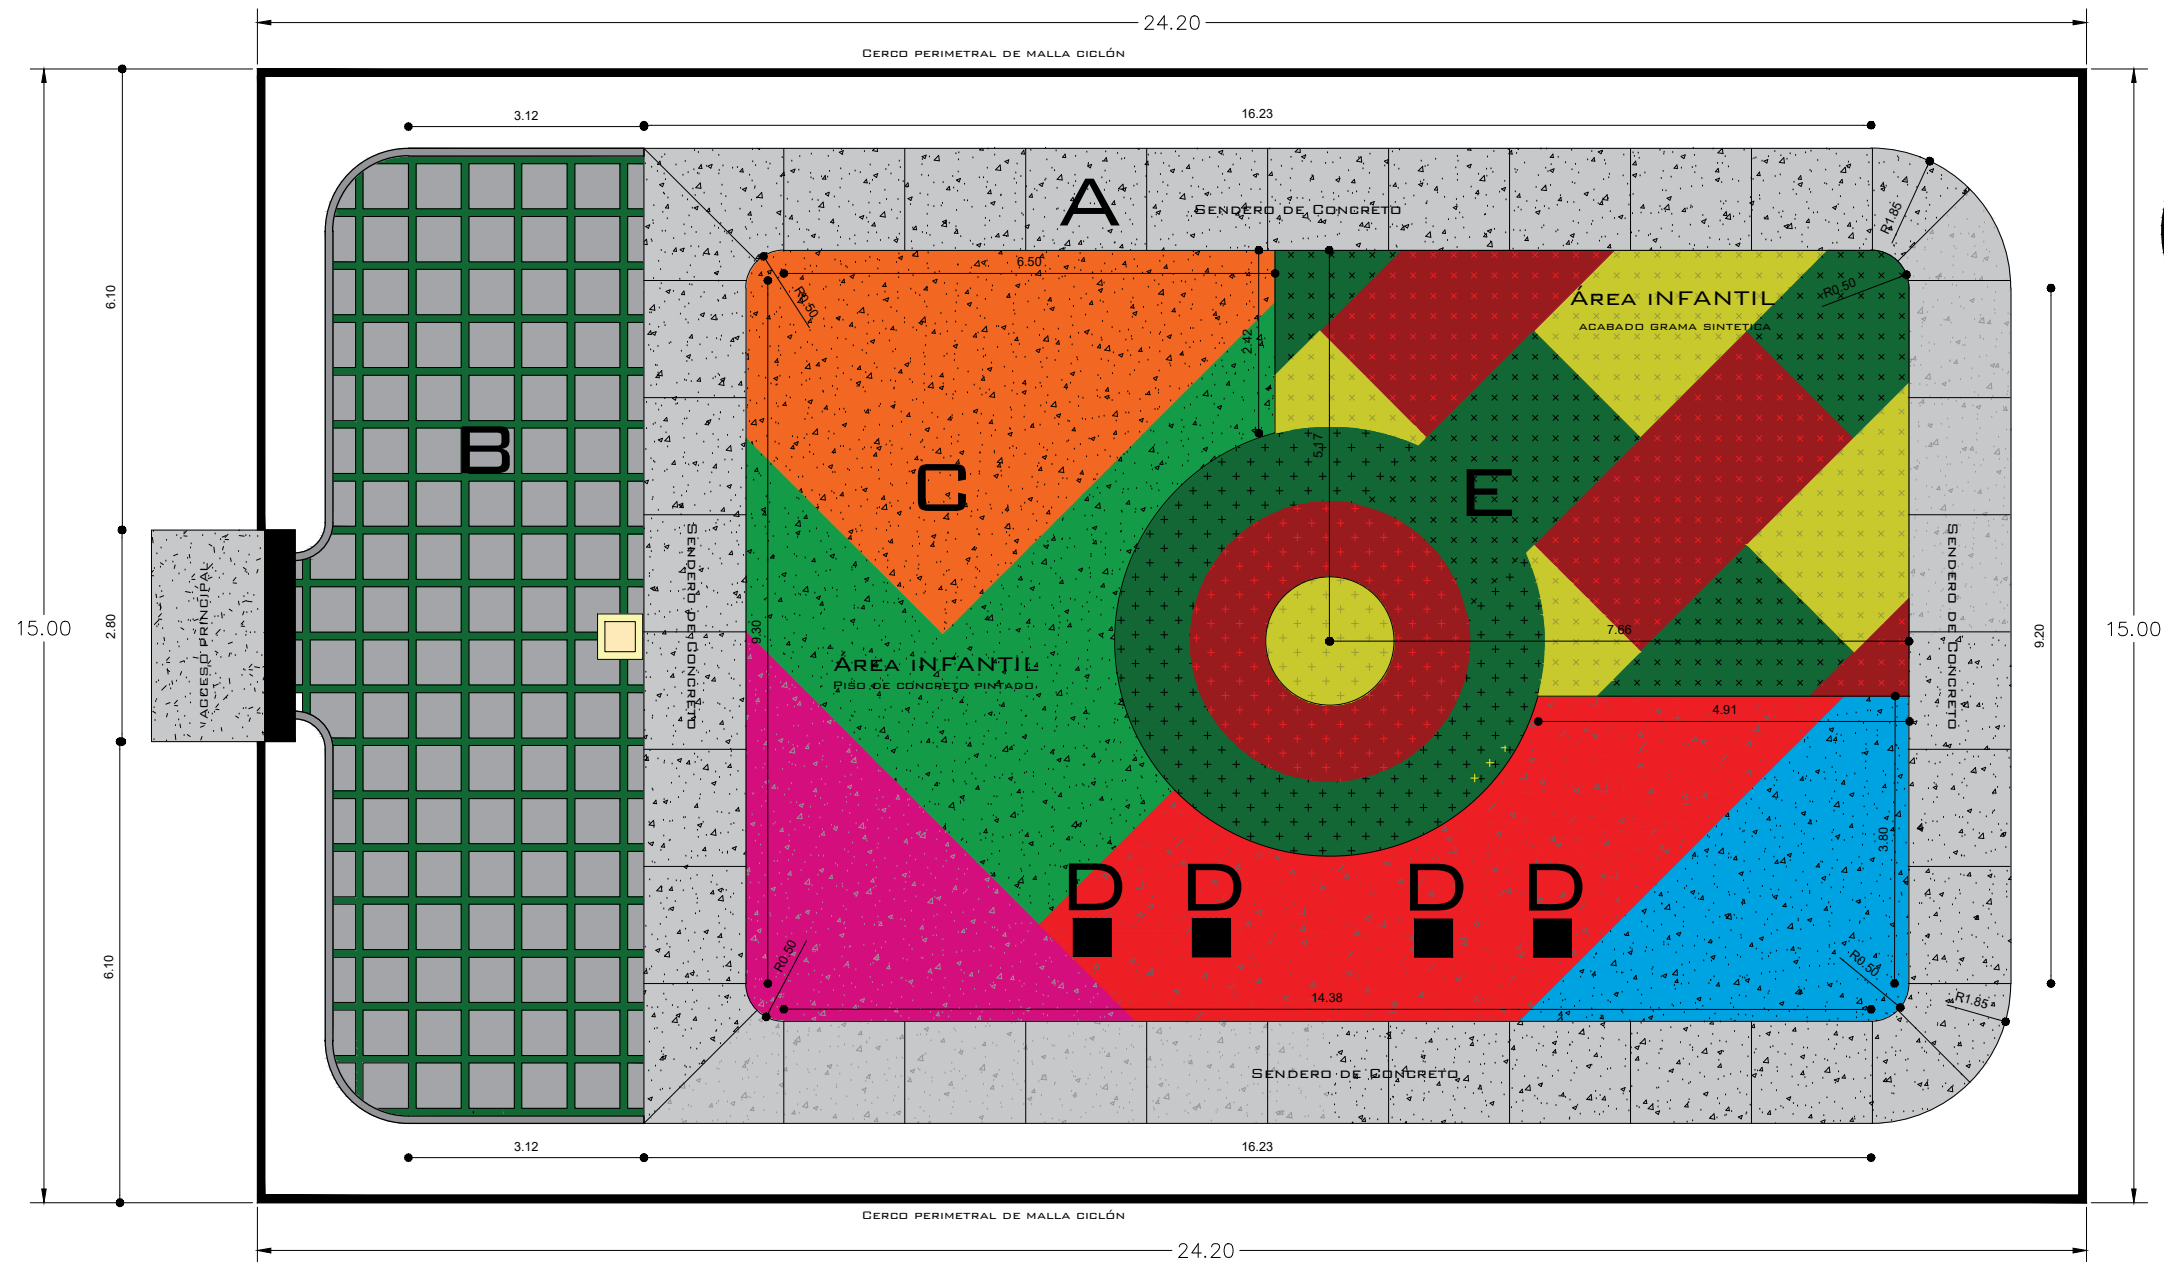 24.20
Cerco perimetral de malla ciclón
3.12
16.23
A
Sendero de Concreto
R1.85
6.50
R0.50
2.42
5.17
Área iNFANTIL
ACABADO GRAMA SINTETICA
R0.50
6.10
B
C
E
15.00
2.80
ACCESO PRINCIPAL
Sendero de Concreto
9.30
Área iNFANTIL
Piso de concreto pintado
7.66
Sendero de Concreto
9.20
15.00
4.91
3.80
D D D D
6.10
R0.50
14.38
R0.50
R1.85
Sendero de Concreto
3.12
16.23
Cerco perimetral de malla ciclón
24.20